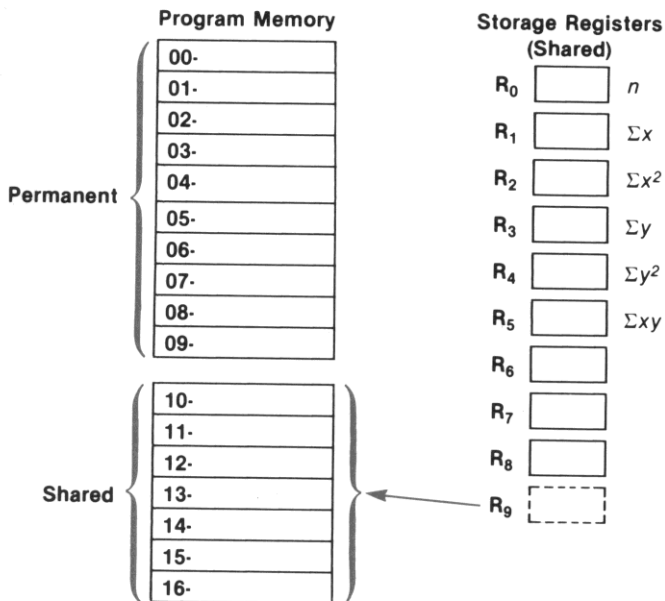 Program Memory
00-
01-
02-
03-
04-
05-
06-
07-
08-
09-
Permanent
10-
11-
12-
13-
14-
15-
16-
Shared
Storage Registers
(Shared)
R₀ n
R₁ Σx
R₂ Σx²
R₃ Σy
R₄ Σy²
R₅ Σxy
R₆
R₇
R₈
R₉